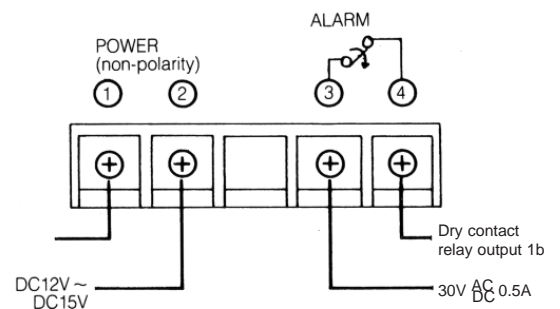 ALARM
POWER
(non-polarity)
1 2 3 4
Dry contact
relay output 1b
DC12V ~
DC15V
30V AC DC 0.5A